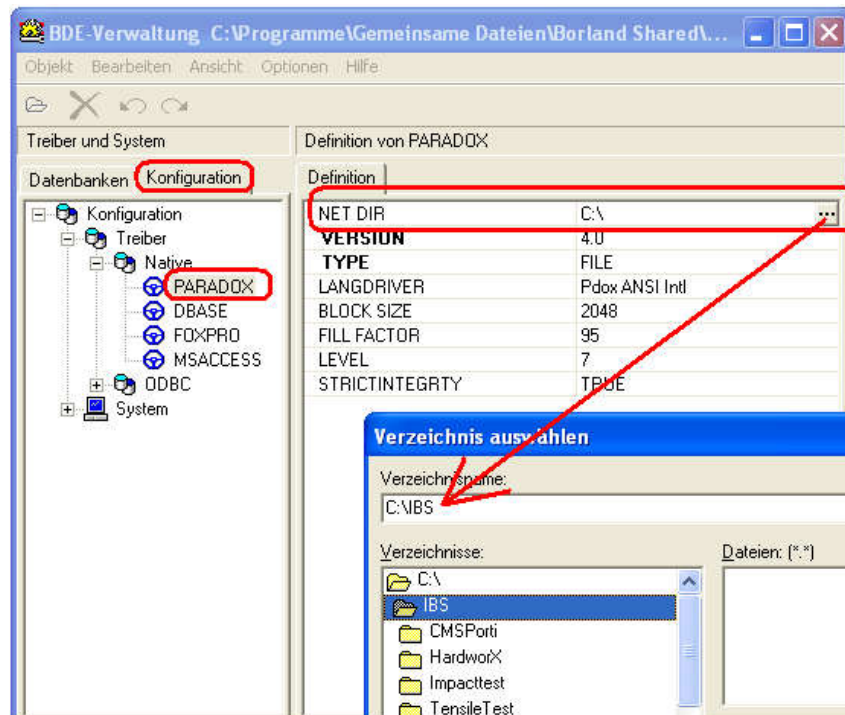 BDE-Verwaltung C:\Programme\Gemeinsame Dateien\Borland Shared\...
Objekt Bearbeiten Ansicht Optionen Hilfe
Treiber und System
Definition von PARADOX
Datenbanken Konfiguration
Definition
Konfiguration
Treiber
Native
PARADOX
DBASE
FOXPRO
MSACCESS
ODBC
System
NET DIR C:\ ...
VERSION 4.0
TYPE FILE
LANGDRIVER Pdox ANSI Intl
BLOCK SIZE 2048
FILL FACTOR 95
LEVEL 7
STRICTINTEGRTY TRUE
Verzeichnis auswählen
Verzeichnisname:
C:\IBS
Verzeichnisse:
Dateien: (*.*)
C:\
IBS
CMSPorti
HardworX
Impacttest
TensileTest